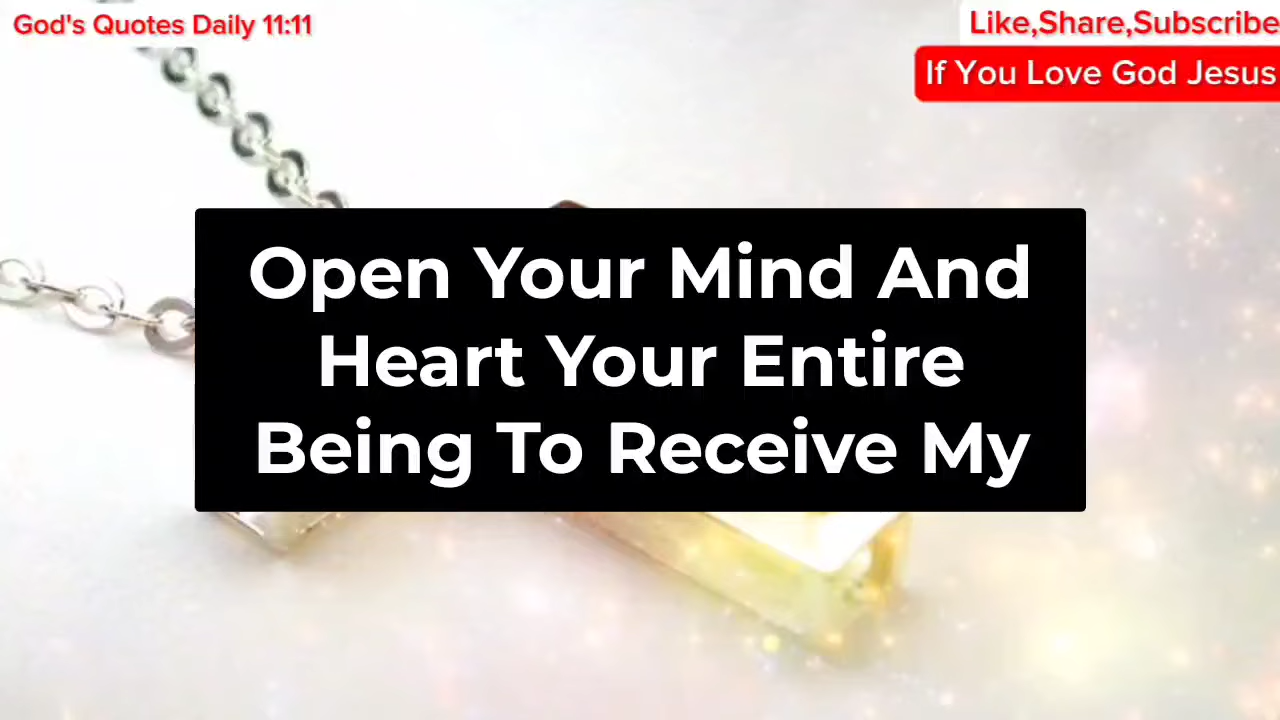 God's Quotes Daily 11:11
Like,Share,Subscribe
If You Love God Jesus
Open Your Mind And
Heart Your Entire
Being To Receive My